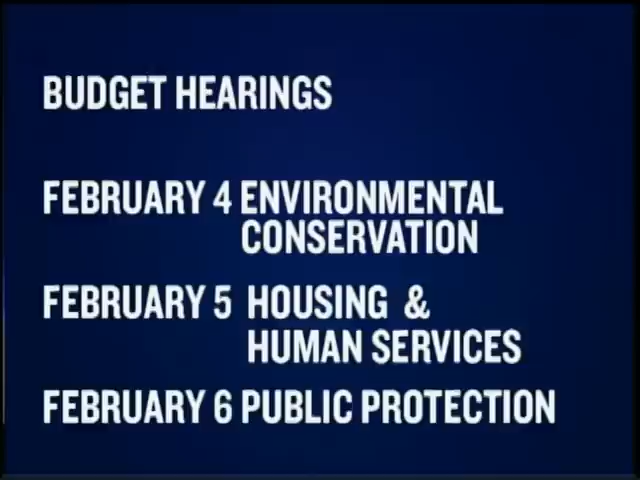 BUDGET HEARINGS
FEBRUARY 4 ENVIRONMENTAL
CONSERVATION
FEBRUARY 5 HOUSING &
HUMAN SERVICES
FEBRUARY 6 PUBLIC PROTECTION